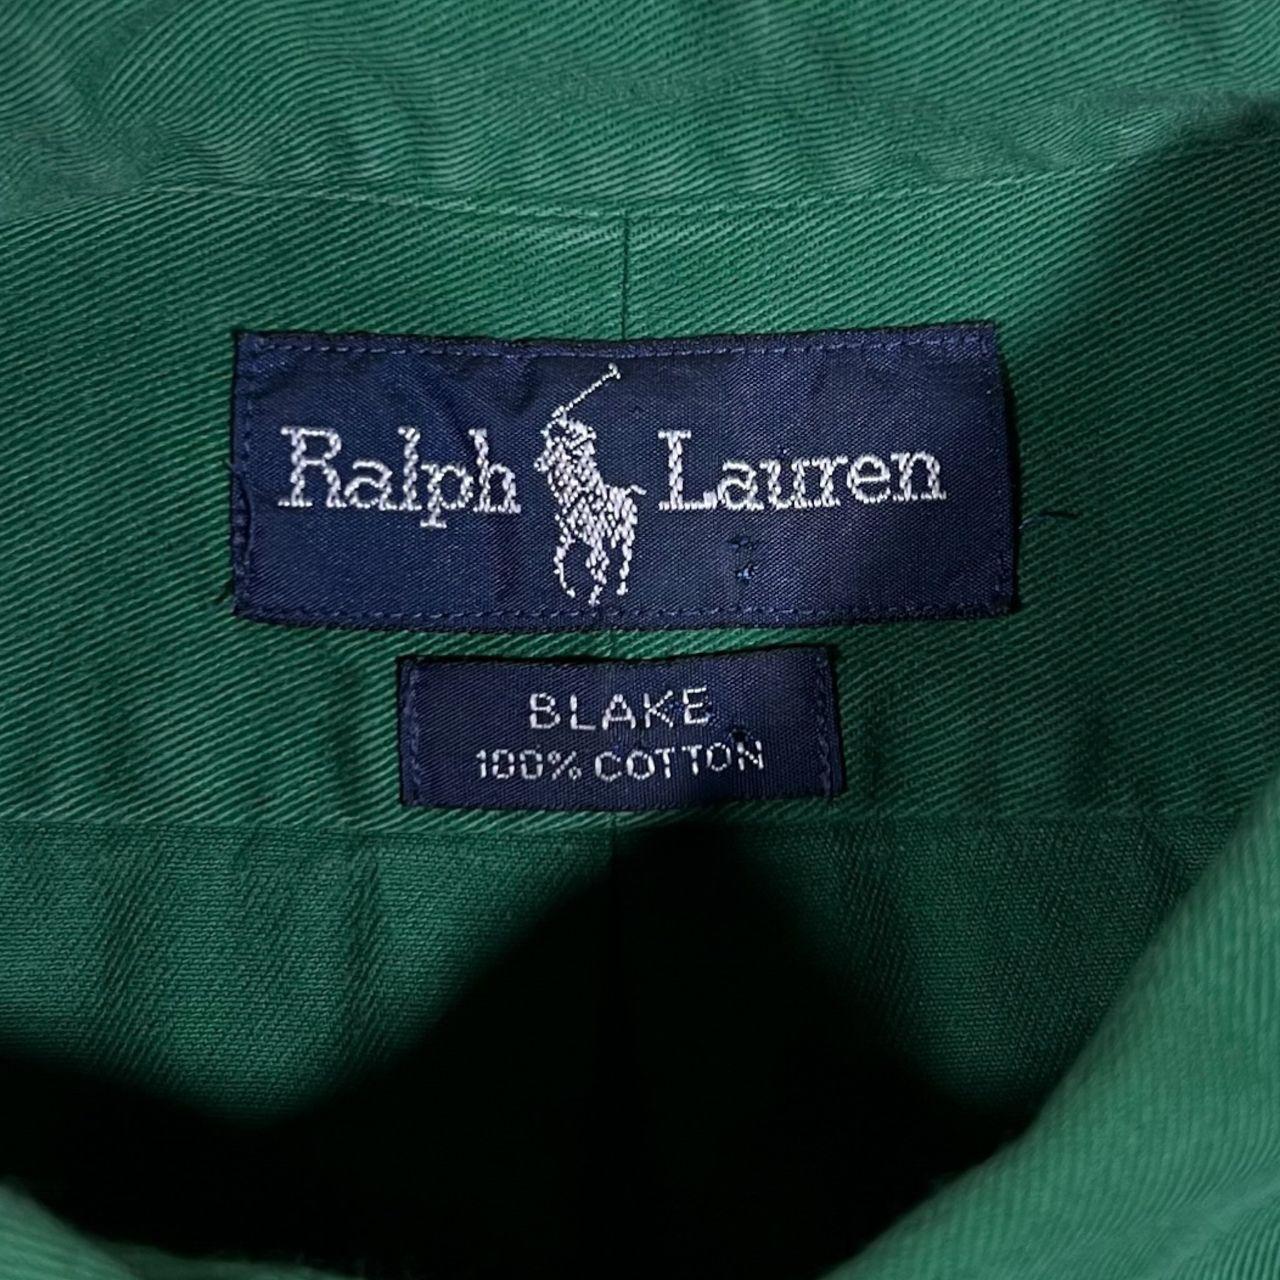 Ralph Lauren
BLAKE
100% COTTON